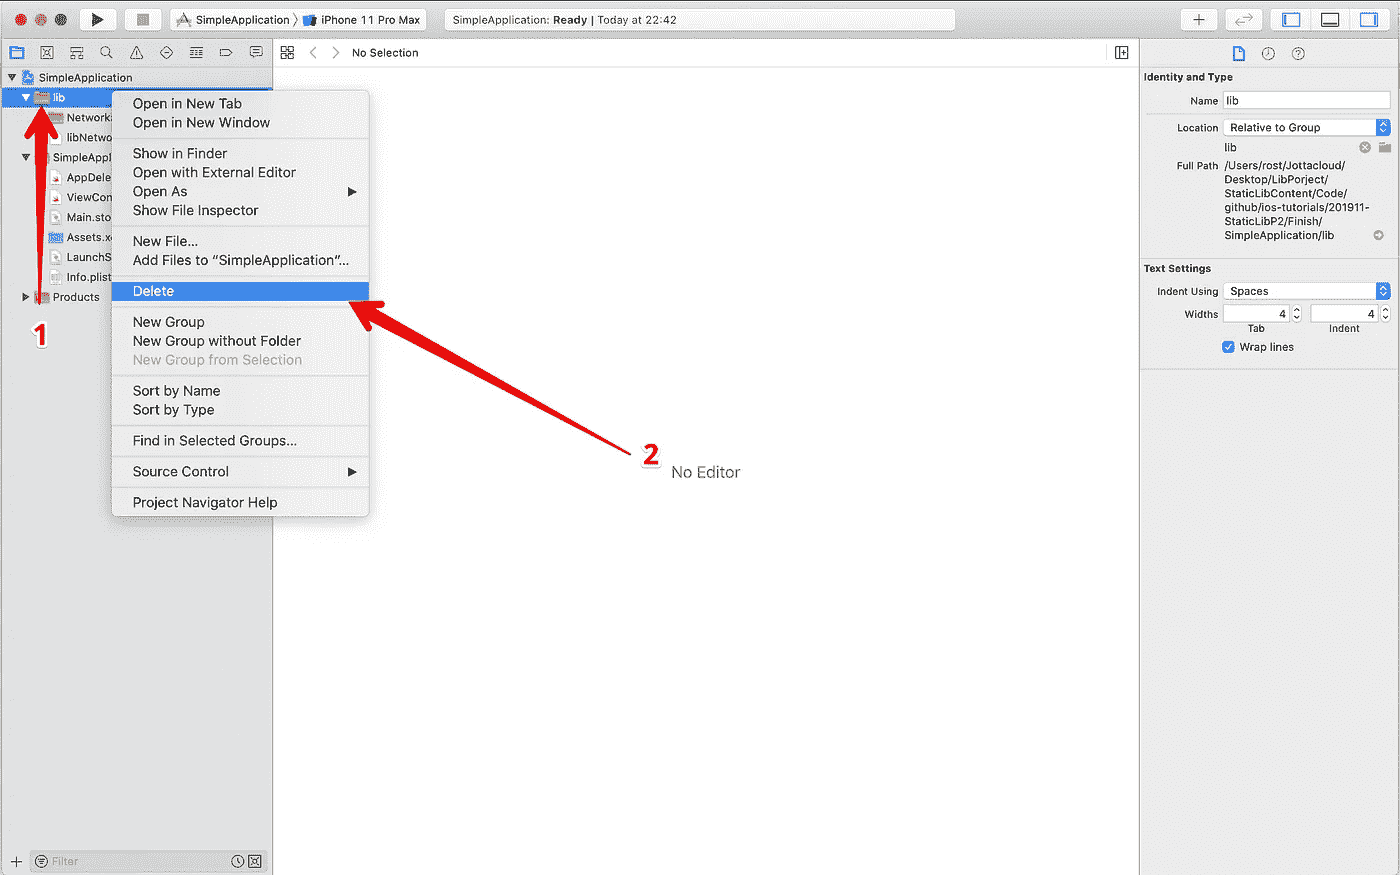 SimpleApplication
iPhone 11 Pro Max
SimpleApplication: Ready | Today at 22:42
No Selection
SimpleApplication
lib
Network
libNetwo
SimpleAppl
AppDele
ViewCon
Main.sto
Assets.xc
LaunchS
Info.plist
Products
1
Open in New Tab
Open in New Window
Show in Finder
Open with External Editor
Open As
Show File Inspector
New File...
Add Files to “SimpleApplication”...
Delete
New Group
New Group without Folder
New Group from Selection
Sort by Name
Sort by Type
Find in Selected Groups...
Source Control
Project Navigator Help
2
No Editor
Identity and Type
Name lib
Location Relative to Group
lib
Full Path /Users/rost/Jottacloud/
Desktop/LibPorject/
StaticLibContent/Code/
github/ios-tutorials/201911-
StaticLibP2/Finish/
SimpleApplication/lib
Text Settings
Indent Using Spaces
Widths 4 4
Tab Indent
Wrap lines
Filter